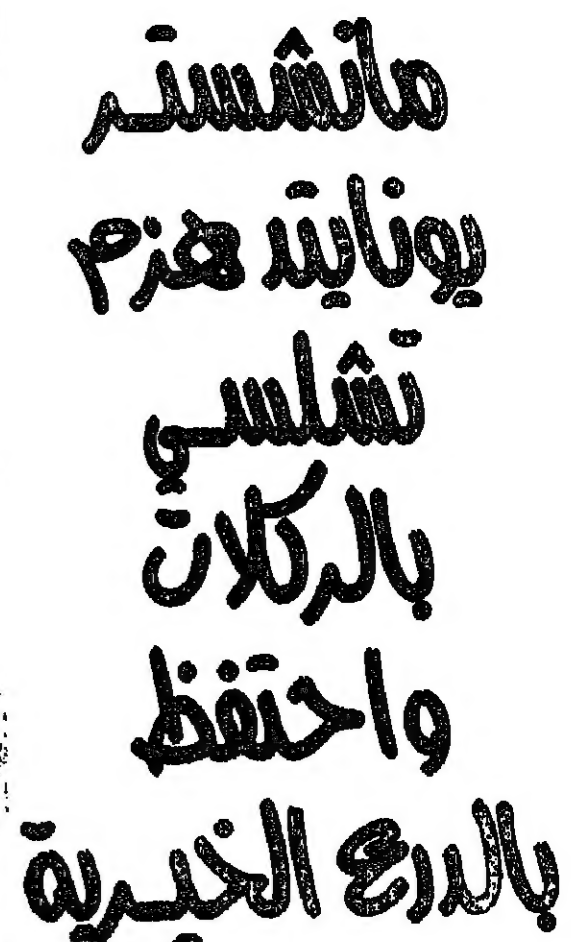 مانشستر
يونايتد هزم
تشلسي
بالركلات
واحتفظ
بالدرع الخيرية